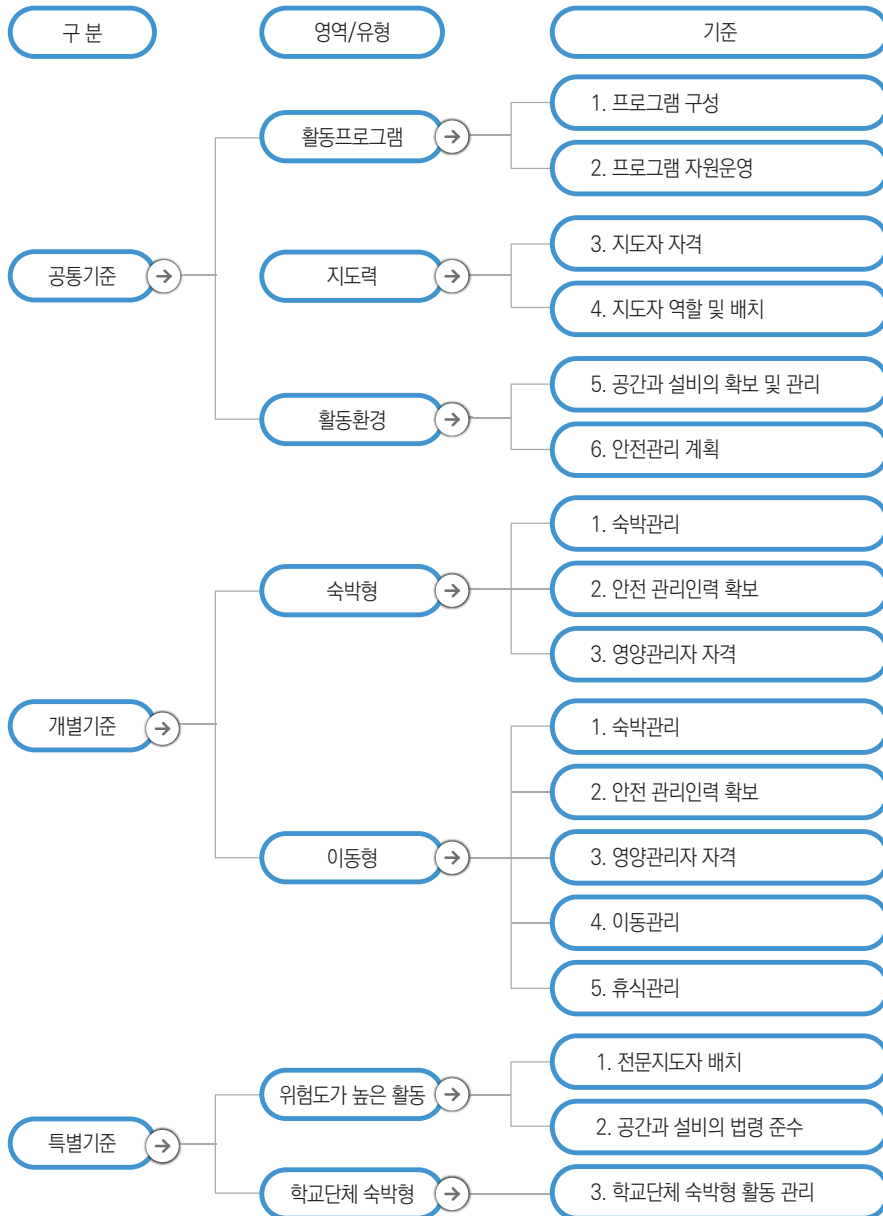 구 분
영역/유형
기준
공통기준
활동프로그램
1. 프로그램 구성
2. 프로그램 자원운영
지도력
3. 지도자 자격
4. 지도자 역할 및 배치
활동환경
5. 공간과 설비의 확보 및 관리
6. 안전관리 계획
개별기준
숙박형
1. 숙박관리
2. 안전 관리인력 확보
3. 영양관리자 자격
이동형
1. 숙박관리
2. 안전 관리인력 확보
3. 영양관리자 자격
4. 이동관리
5. 휴식관리
특별기준
위험도가 높은 활동
1. 전문지도자 배치
2. 공간과 설비의 법령 준수
학교단체 숙박형
3. 학교단체 숙박형 활동 관리